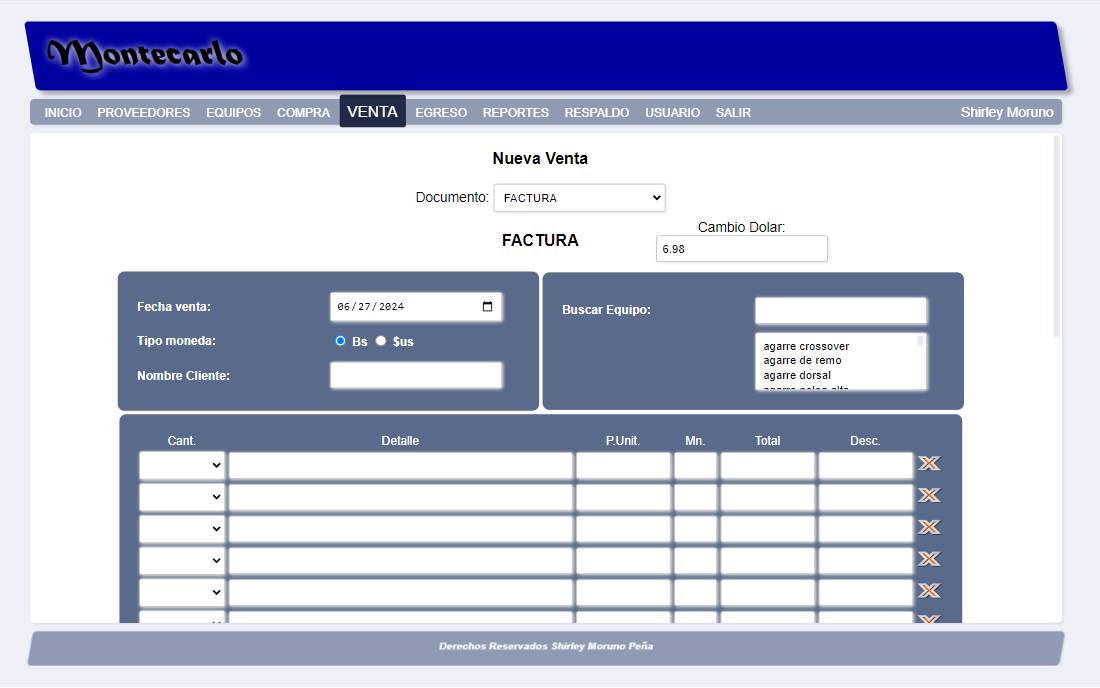 Montecarlo
INICIO PROVEEDORES EQUIPOS COMPRA VENTA EGRESO REPORTES RESPALDO USUARIO SALIR Shirley Moruno
Nueva Venta
Documento: FACTURA
Cambio Dolar:
FACTURA
6.98
Fecha venta: 06/27/2024
Tipo moneda: Bs $us
Nombre Cliente:
Buscar Equipo:
agarre crossover
agarre de remo
agarre dorsal
Cant. Detalle P.Unit. Mn. Total Desc.
Derechos Reservados Shirley Moruno Peña